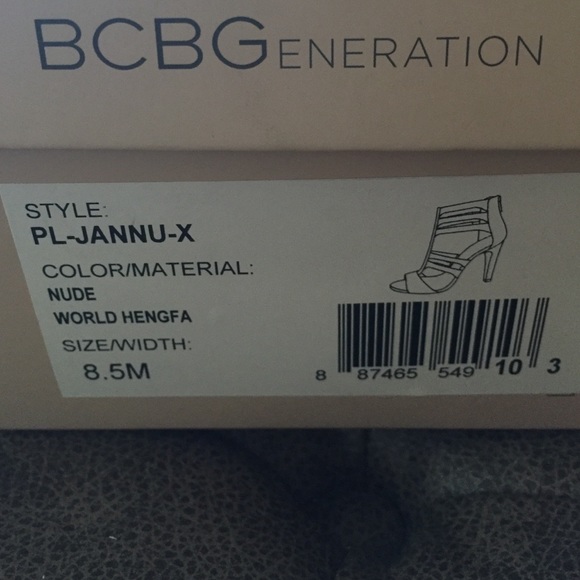 BCBGENERATION
STYLE:
PL-JANNU-X
COLOR/MATERIAL:
NUDE
WORLD HENGFA
SIZE/WIDTH:
8.5M
8 87465 549 10 3